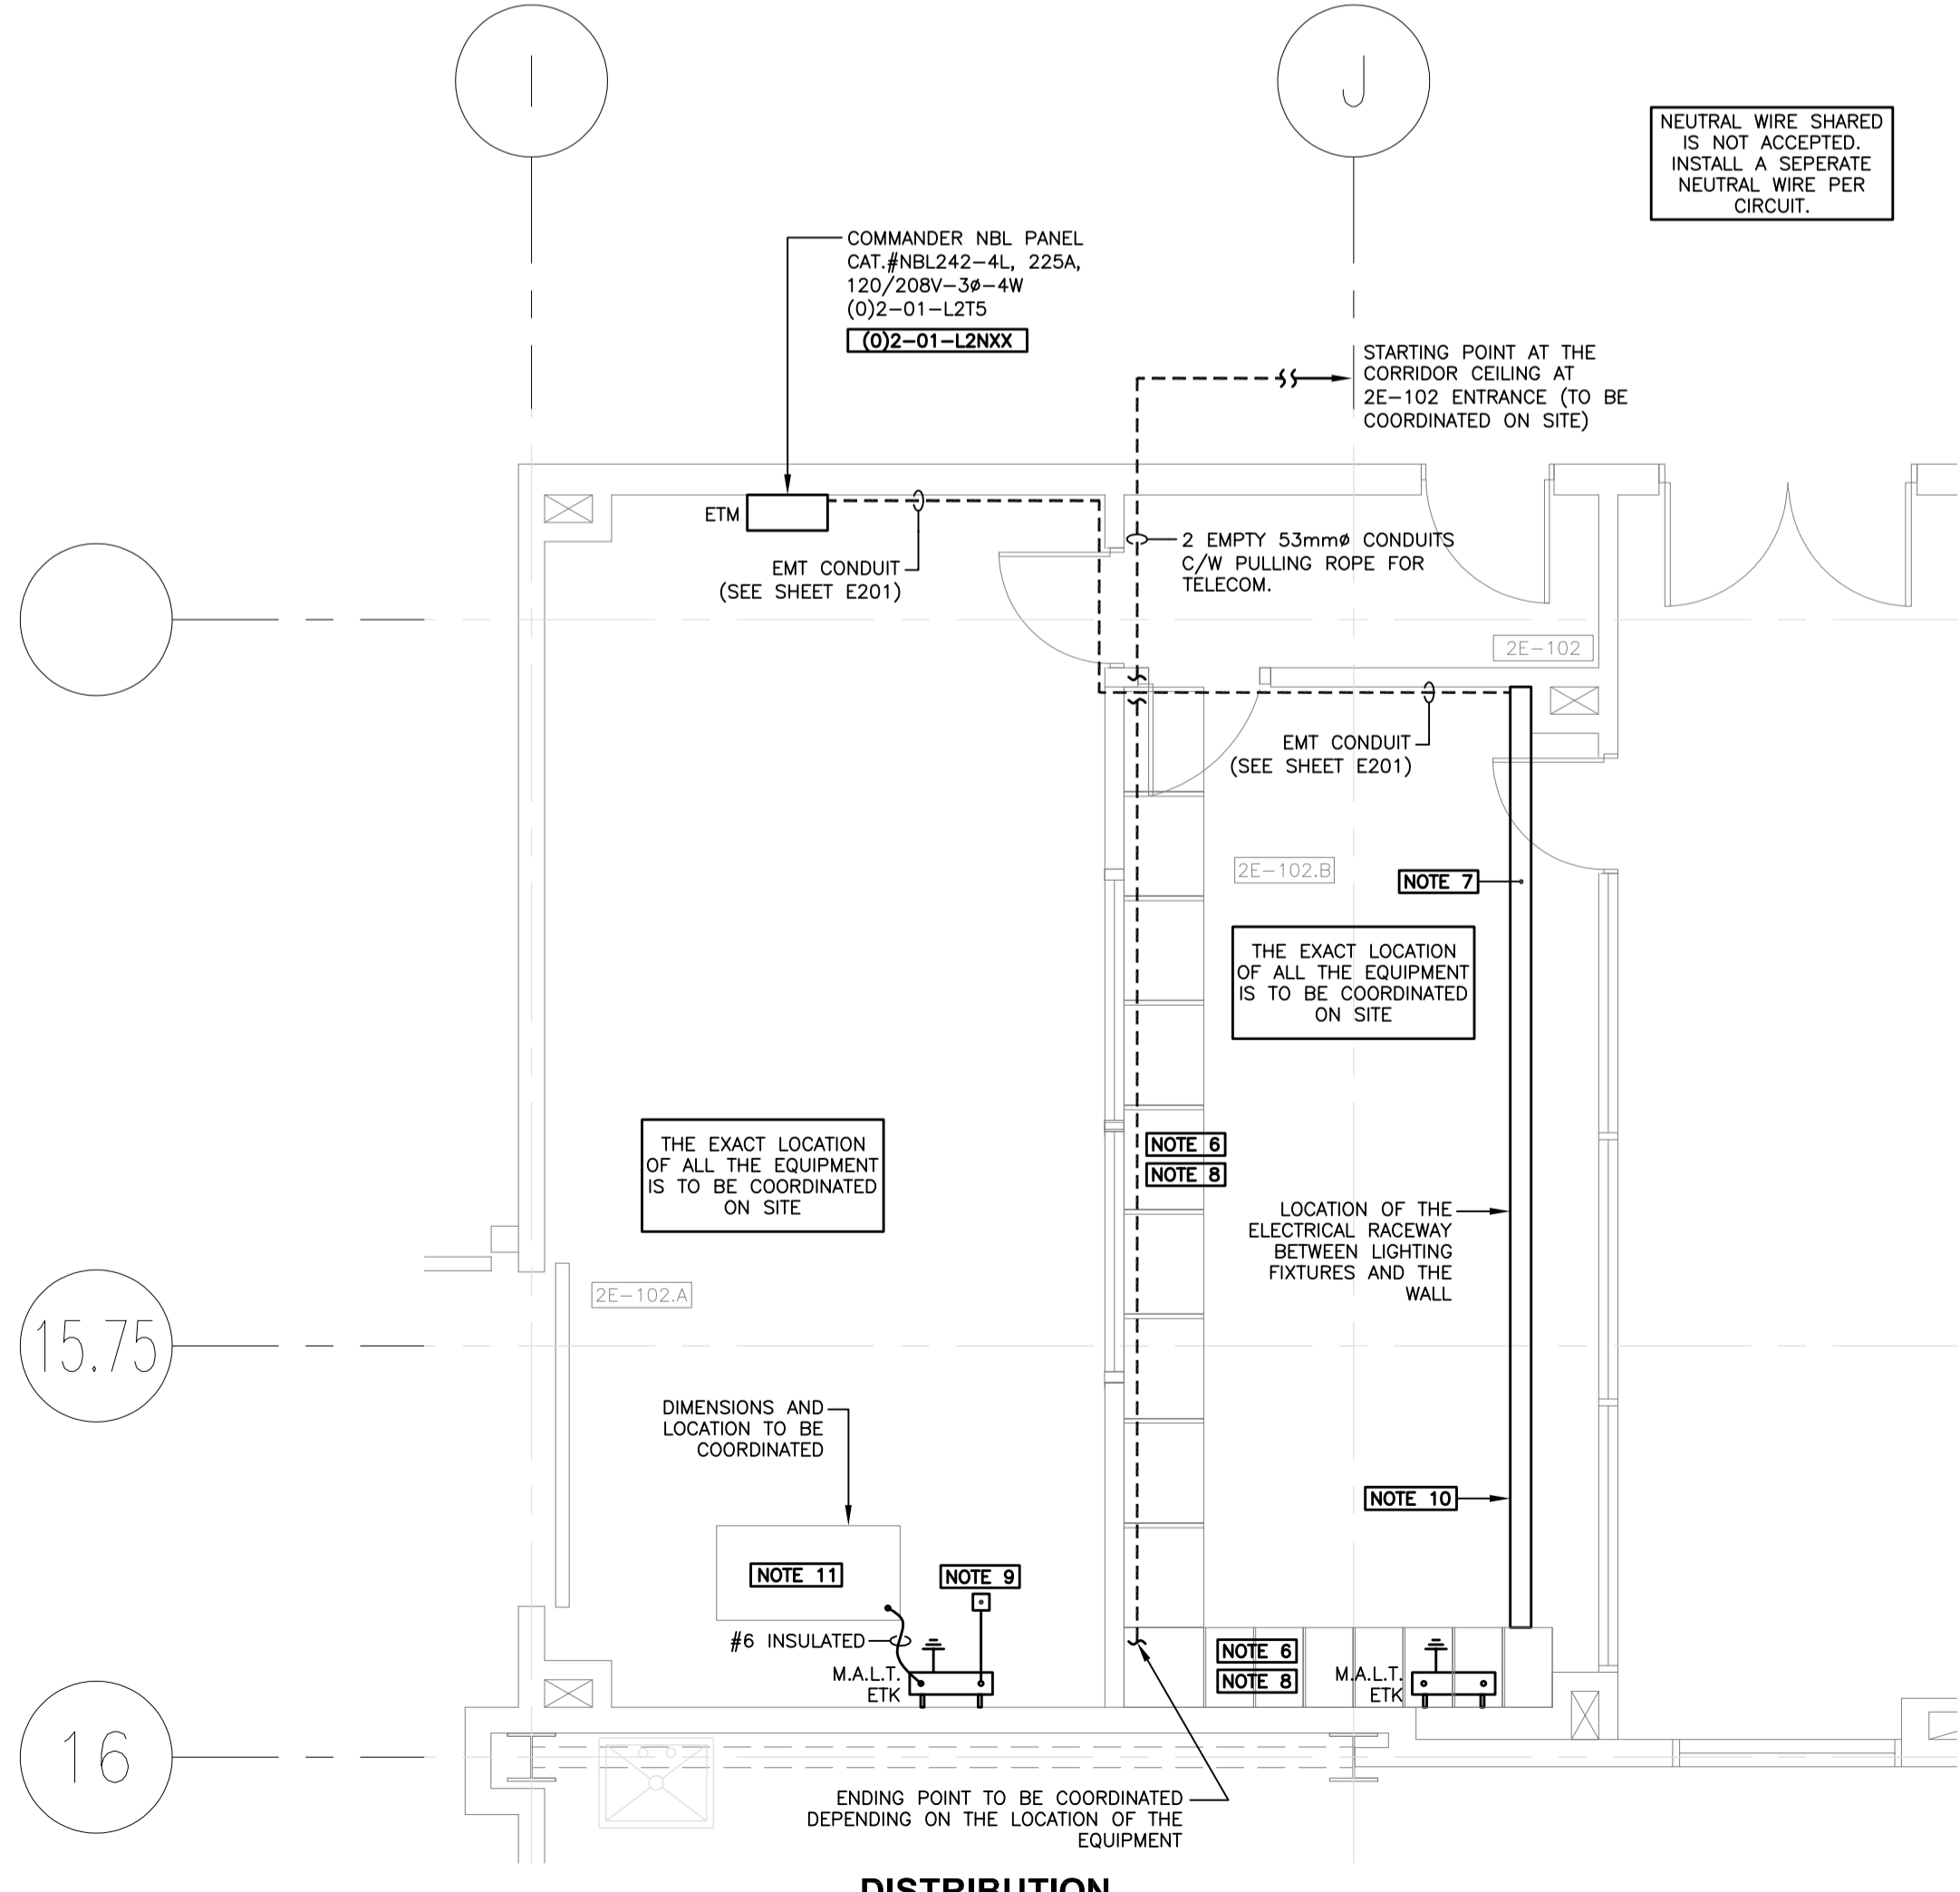 I
J
NEUTRAL WIRE SHARED
IS NOT ACCEPTED.
INSTALL A SEPERATE
NEUTRAL WIRE PER
CIRCUIT.
COMMANDER NBL PANEL
CAT.#NBL242-4L, 225A,
120/208V-3ø-4W
(0)2-01-L2T5
(0)2-01-L2NXX
STARTING POINT AT THE
CORRIDOR CEILING AT
2E-102 ENTRANCE (TO BE
COORDINATED ON SITE)
ETM
EMT CONDUIT
(SEE SHEET E201)
2 EMPTY 53mmø CONDUITS
C/W PULLING ROPE FOR
TELECOM.
2E-102
EMT CONDUIT
(SEE SHEET E201)
2E-102.B
NOTE 7
THE EXACT LOCATION
OF ALL THE EQUIPMENT
IS TO BE COORDINATED
ON SITE
THE EXACT LOCATION
OF ALL THE EQUIPMENT
IS TO BE COORDINATED
ON SITE
NOTE 6
NOTE 8
LOCATION OF THE
ELECTRICAL RACEWAY
BETWEEN LIGHTING
FIXTURES AND THE
WALL
2E-102.A
15.75
DIMENSIONS AND
LOCATION TO BE
COORDINATED
NOTE 10
NOTE 11
NOTE 9
#6 INSULATED
M.A.L.T.
ETK
NOTE 6
NOTE 8
M.A.L.T.
ETK
16
ENDING POINT TO BE COORDINATED
DEPENDING ON THE LOCATION OF THE
EQUIPMENT
DISTRIBUTION